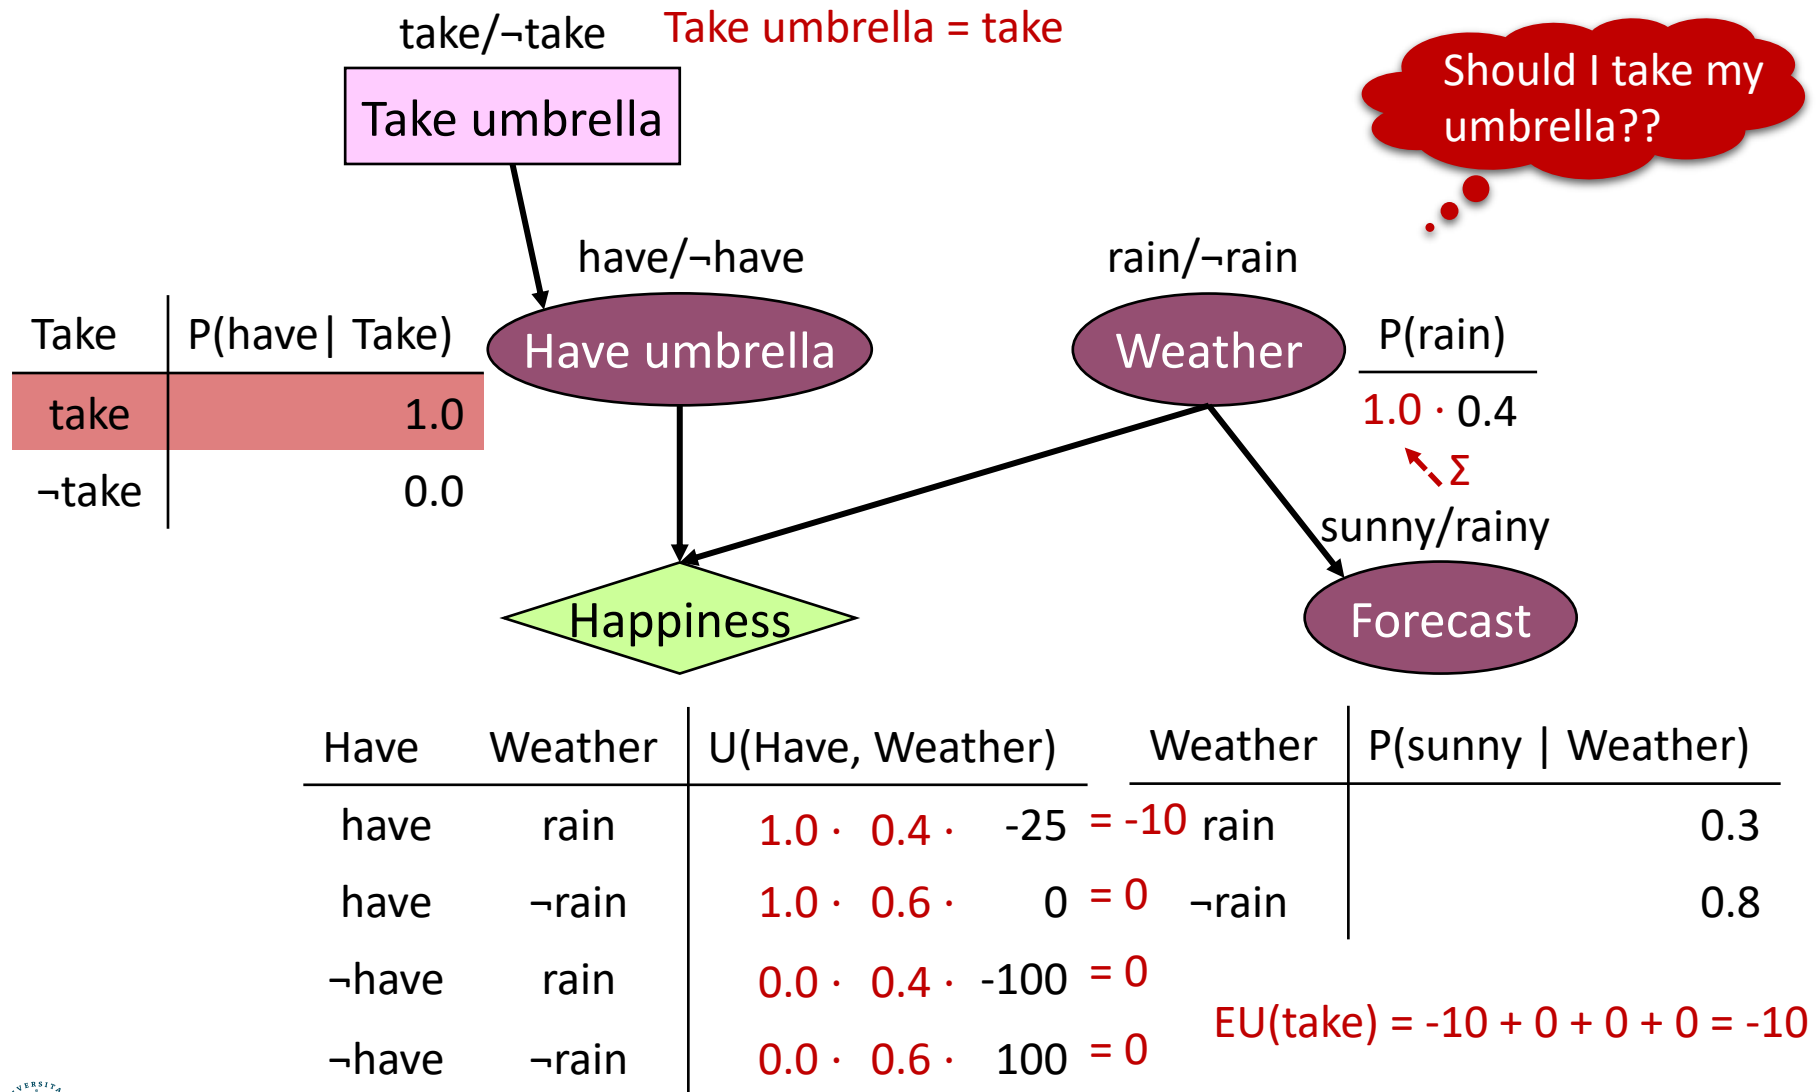 take/¬take
Take umbrella = take
Should I take my
umbrella??
Take umbrella
have/¬have
rain/¬rain
Take P(have| Take)
take 1.0
¬take 0.0
Have umbrella
Weather
P(rain)
1.0 · 0.4
Σ
sunny/rainy
Happiness
Forecast
Have Weather U(Have, Weather)
have rain 1.0 · 0.4 · -25 = -10
have ¬rain 1.0 · 0.6 · 0 = 0
¬have rain 0.0 · 0.4 · -100 = 0
¬have ¬rain 0.0 · 0.6 · 100 = 0
Weather P(sunny | Weather)
rain 0.3
¬rain 0.8
EU(take) = -10 + 0 + 0 + 0 = -10